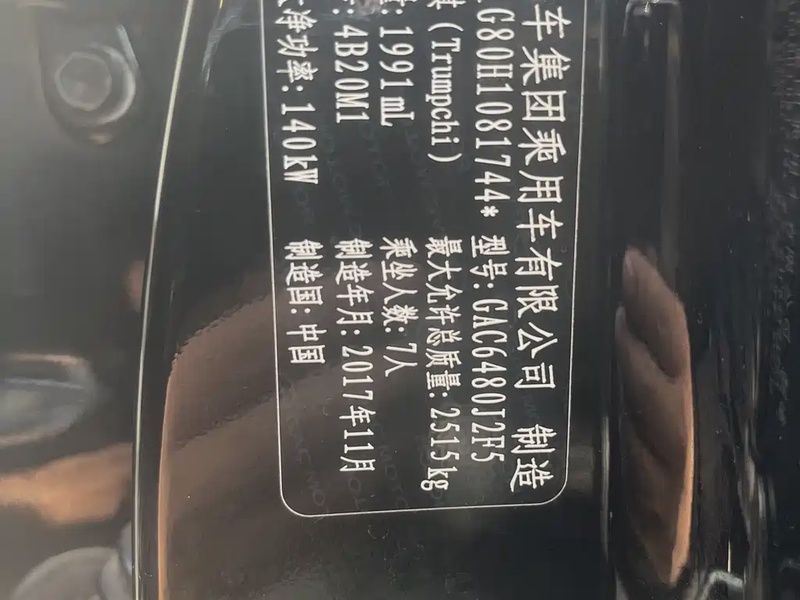 车集团乘用车有限公司 制造
G80H1081744* 型号: GAC6480J2F5
(Trumpchi) 最大允许总质量: 2515kg
: 1991mL 乘坐人数: 7人
: 4B20M1 制造年月: 2017年11月
净功率: 140kW 制造国: 中国